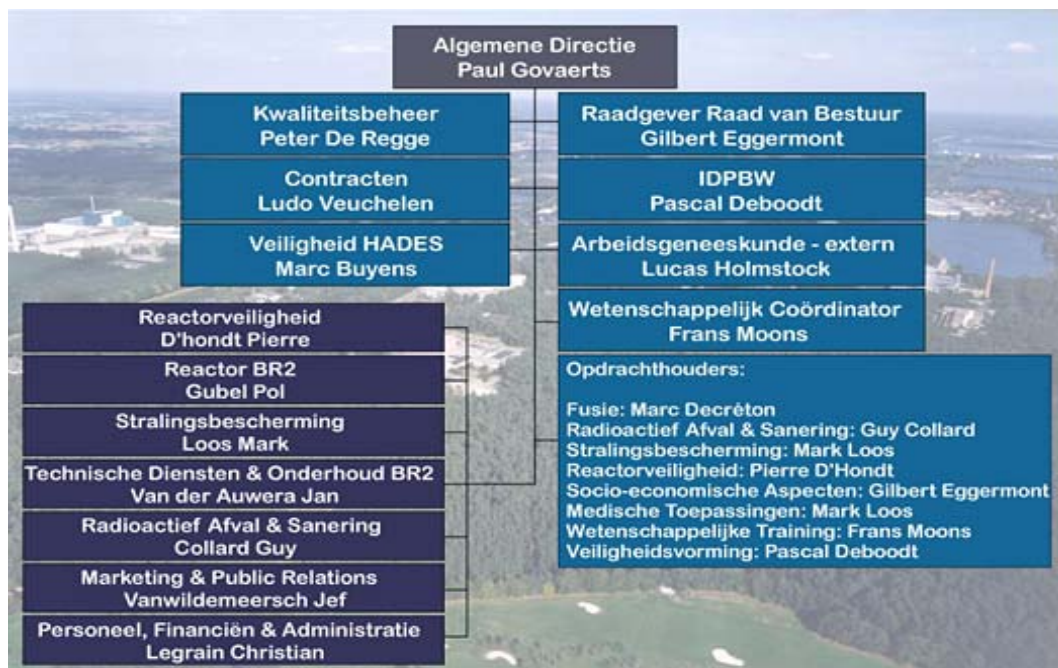 Algemene Directie
Paul Govaerts
Kwaliteitsbeheer
Peter De Regge
Raadgever Raad van Bestuur
Gilbert Eggermont
Contracten
Ludo Veuchelen
IDPBW
Pascal Deboodt
Veiligheid HADES
Marc Buyens
Arbeidsgeneeskunde - extern
Lucas Holmstock
Wetenschappelijk Coördinator
Frans Moons
Reactorveiligheid
D'hondt Pierre
Reactor BR2
Gubel Pol
Stralingsbescherming
Loos Mark
Technische Diensten & Onderhoud BR2
Van der Auwera Jan
Radioactief Afval & Sanering
Collard Guy
Marketing & Public Relations
Vanwildemeersch Jef
Personeel, Financiën & Administratie
Legrain Christian
Opdrachthouders:
Fusie: Marc Decréton
Radioactief Afval & Sanering: Guy Collard
Stralingsbescherming: Mark Loos
Reactorveiligheid: Pierre D'Hondt
Socio-economische Aspecten: Gilbert Eggermont
Medische Toepassingen: Mark Loos
Wetenschappelijke Training: Frans Moons
Veiligheidsvorming: Pascal Deboodt